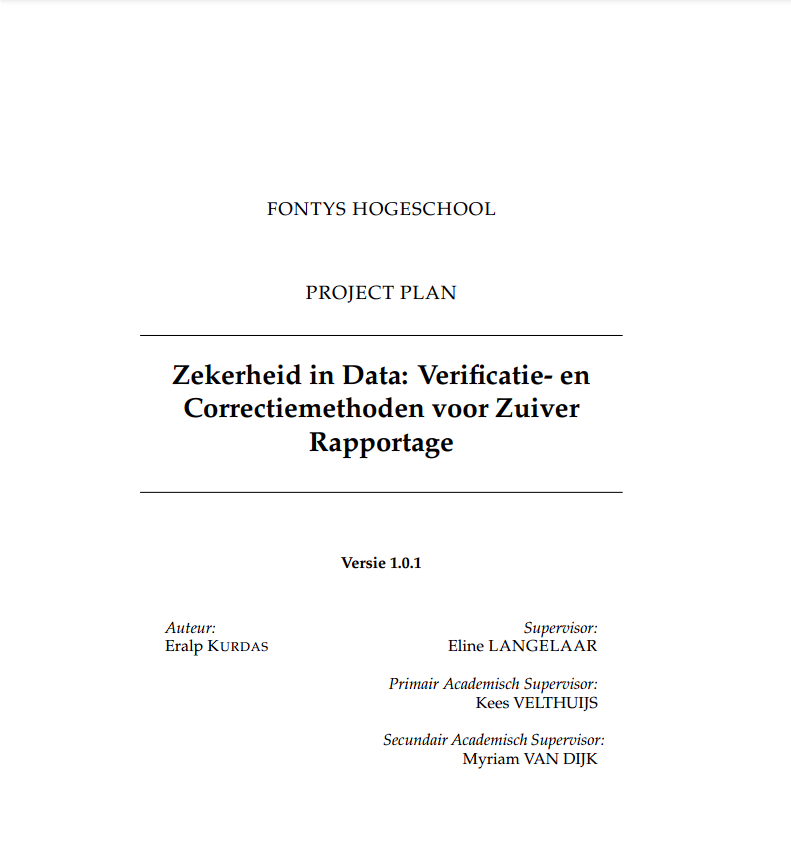 FONTYS HOGESCHOOL
PROJECT PLAN
Zekerheid in Data: Verificatie- en
Correctiemethoden voor Zuiver
Rapportage
Versie 1.0.1
Auteur:
Eralp KURDAS
Supervisor:
Eline LANGELAAR
Primair Academisch Supervisor:
Kees VELTHUIJS
Secundair Academisch Supervisor:
Myriam VAN DIJK